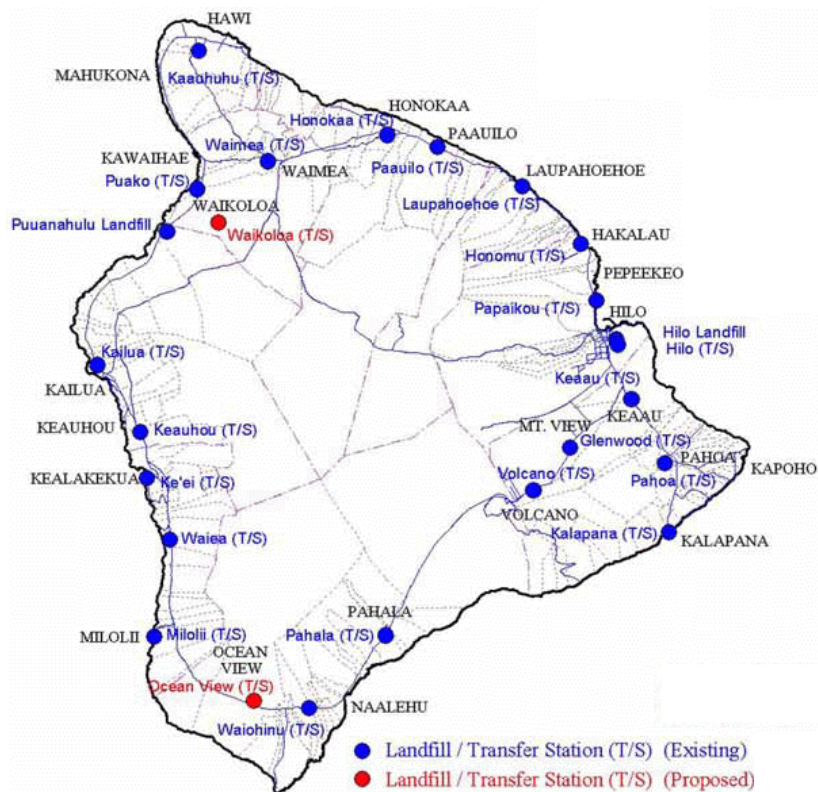 HAWI
MAHUKONA
Kaauhuhu (T/S)
HONOKAA
Honokaa (T/S)
PAAUILO
Waimea (T/S)
KAWAIHAE
WAIMEA
Paauilo (T/S)
LAUPAHOEHOE
Puako (T/S)
Laupahoehoe (T/S)
WAIKOLOA
Puuanahulu Landfill
Waikoloa (T/S)
HAKALAU
Honomu (T/S)
PEPEEKEO
Papaikou (T/S)
HILO
Hilo Landfill
Hilo (T/S)
Kailua (T/S)
Keaau (T/S)
KAILUA
KEAAU
KEAUHOU
Keauhou (T/S)
MT. VIEW
Glenwood (T/S)
PAHOA
KAPOHO
KEALAKEKUA
Ke'ei (T/S)
Volcano (T/S)
Pahoa (T/S)
VOLCANO
Waiea (T/S)
Kalapana (T/S)
KALAPANA
PAHALA
MILOLII
Milolii (T/S)
Pahala (T/S)
OCEAN
VIEW
Ocean View (T/S)
NAALEHU
Waiohinu (T/S)
Landfill / Transfer Station (T/S) (Existing)
Landfill / Transfer Station (T/S) (Proposed)